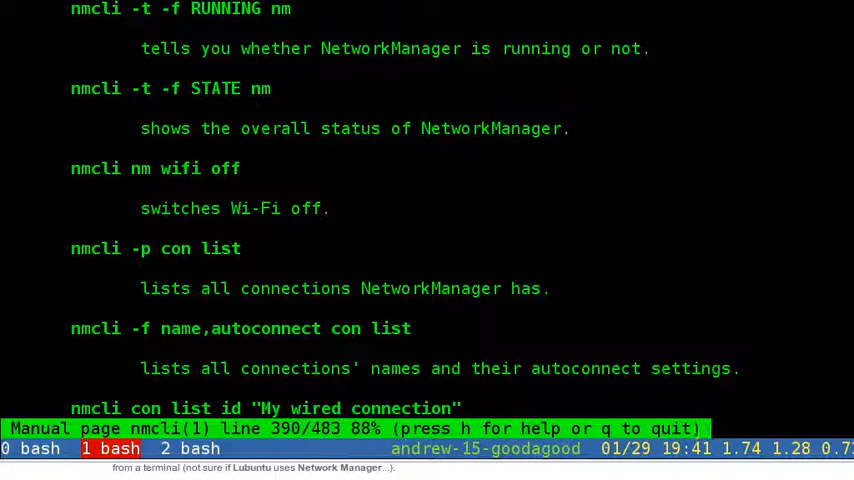 nmcli -t -f RUNNING nm
tells you whether NetworkManager is running or not.
nmcli -t -f STATE nm
shows the overall status of NetworkManager.
nmcli nm wifi off
switches Wi-Fi off.
nmcli -p con list
lists all connections NetworkManager has.
nmcli -f name,autoconnect con list
lists all connections' names and their autoconnect settings.
nmcli con list id "My wired connection"
Manual page nmcli(1) line 390/483 88% (press h for help or q to quit)
0 bash 1 bash 2 bash andrew-15-goodagood 01/29 19:41 1.74 1.28 0.73
from a terminal (not sure if Lubuntu uses Network Manager...).